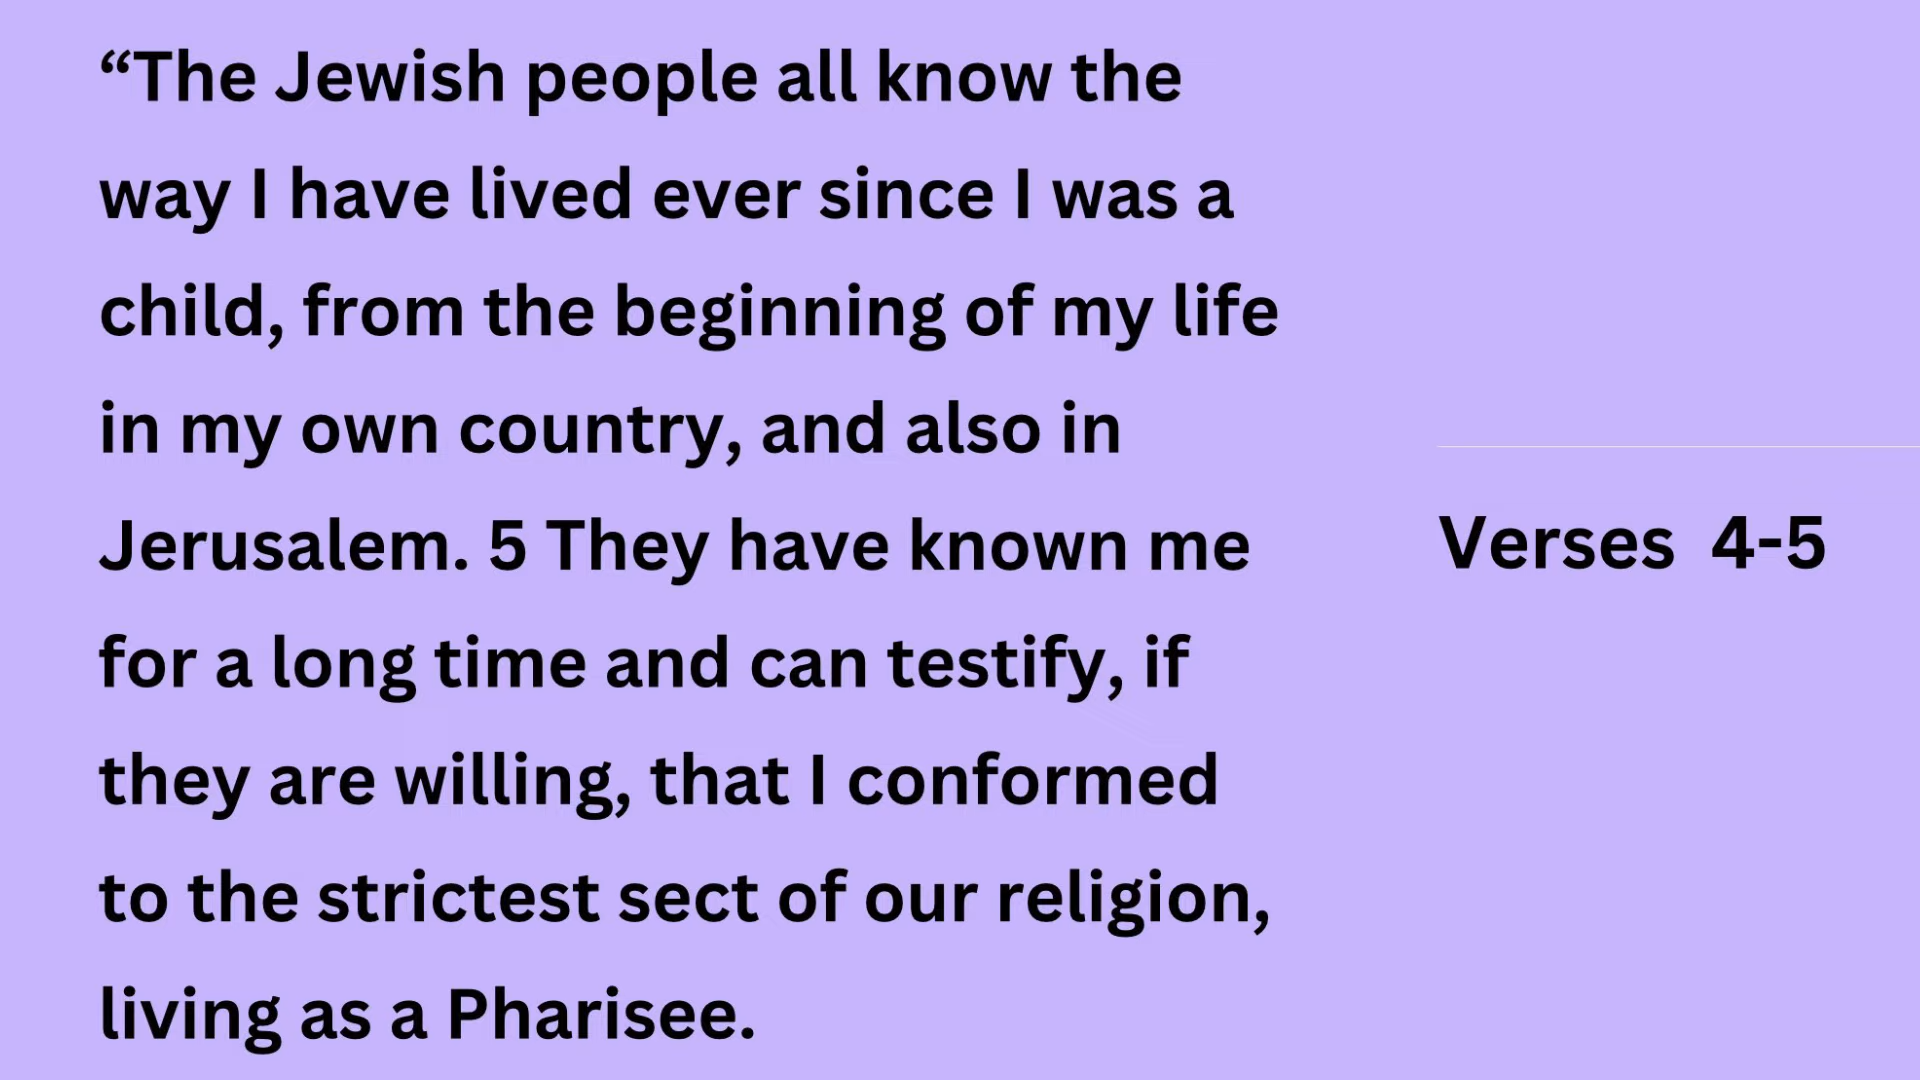 “The Jewish people all know the
way I have lived ever since I was a
child, from the beginning of my life
in my own country, and also in
Jerusalem. 5 They have known me
for a long time and can testify, if
they are willing, that I conformed
to the strictest sect of our religion,
living as a Pharisee.
Verses 4-5